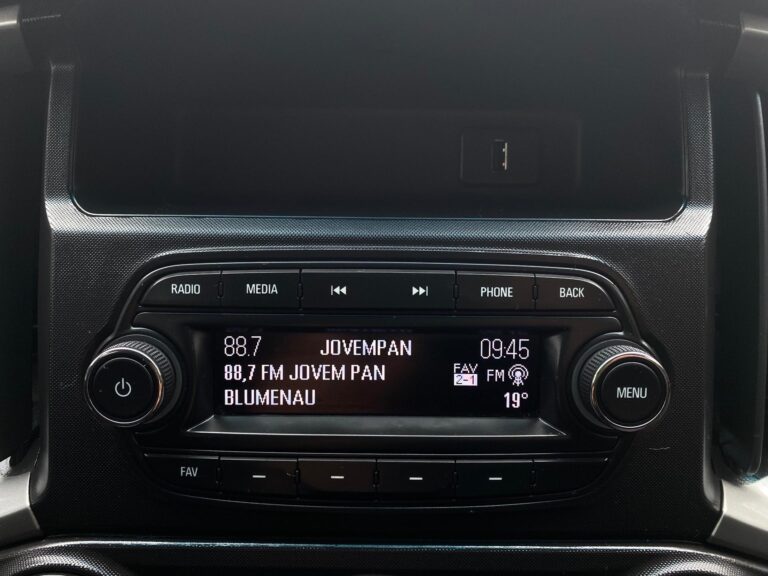 RADIO MEDIA PHONE BACK
88.7 JOVEMPAN 09:45
88,7 FM JOVEM PAN FAV 2-1 FM
BLUMENAU 19°
MENU
FAV